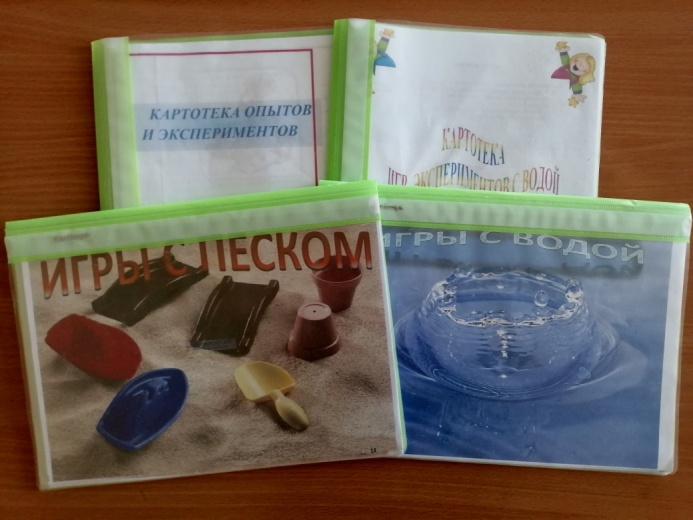 КАРТОТЕКА ОПЫТОВ
И ЭКСПЕРИМЕНТОВ
КАРТОТЕКА
ИГР ЭКСПЕРИМЕНТОВ С ВОДОЙ
ИГРЫ С ПЕСКОМ
ИГРЫ С ВОДОЙ